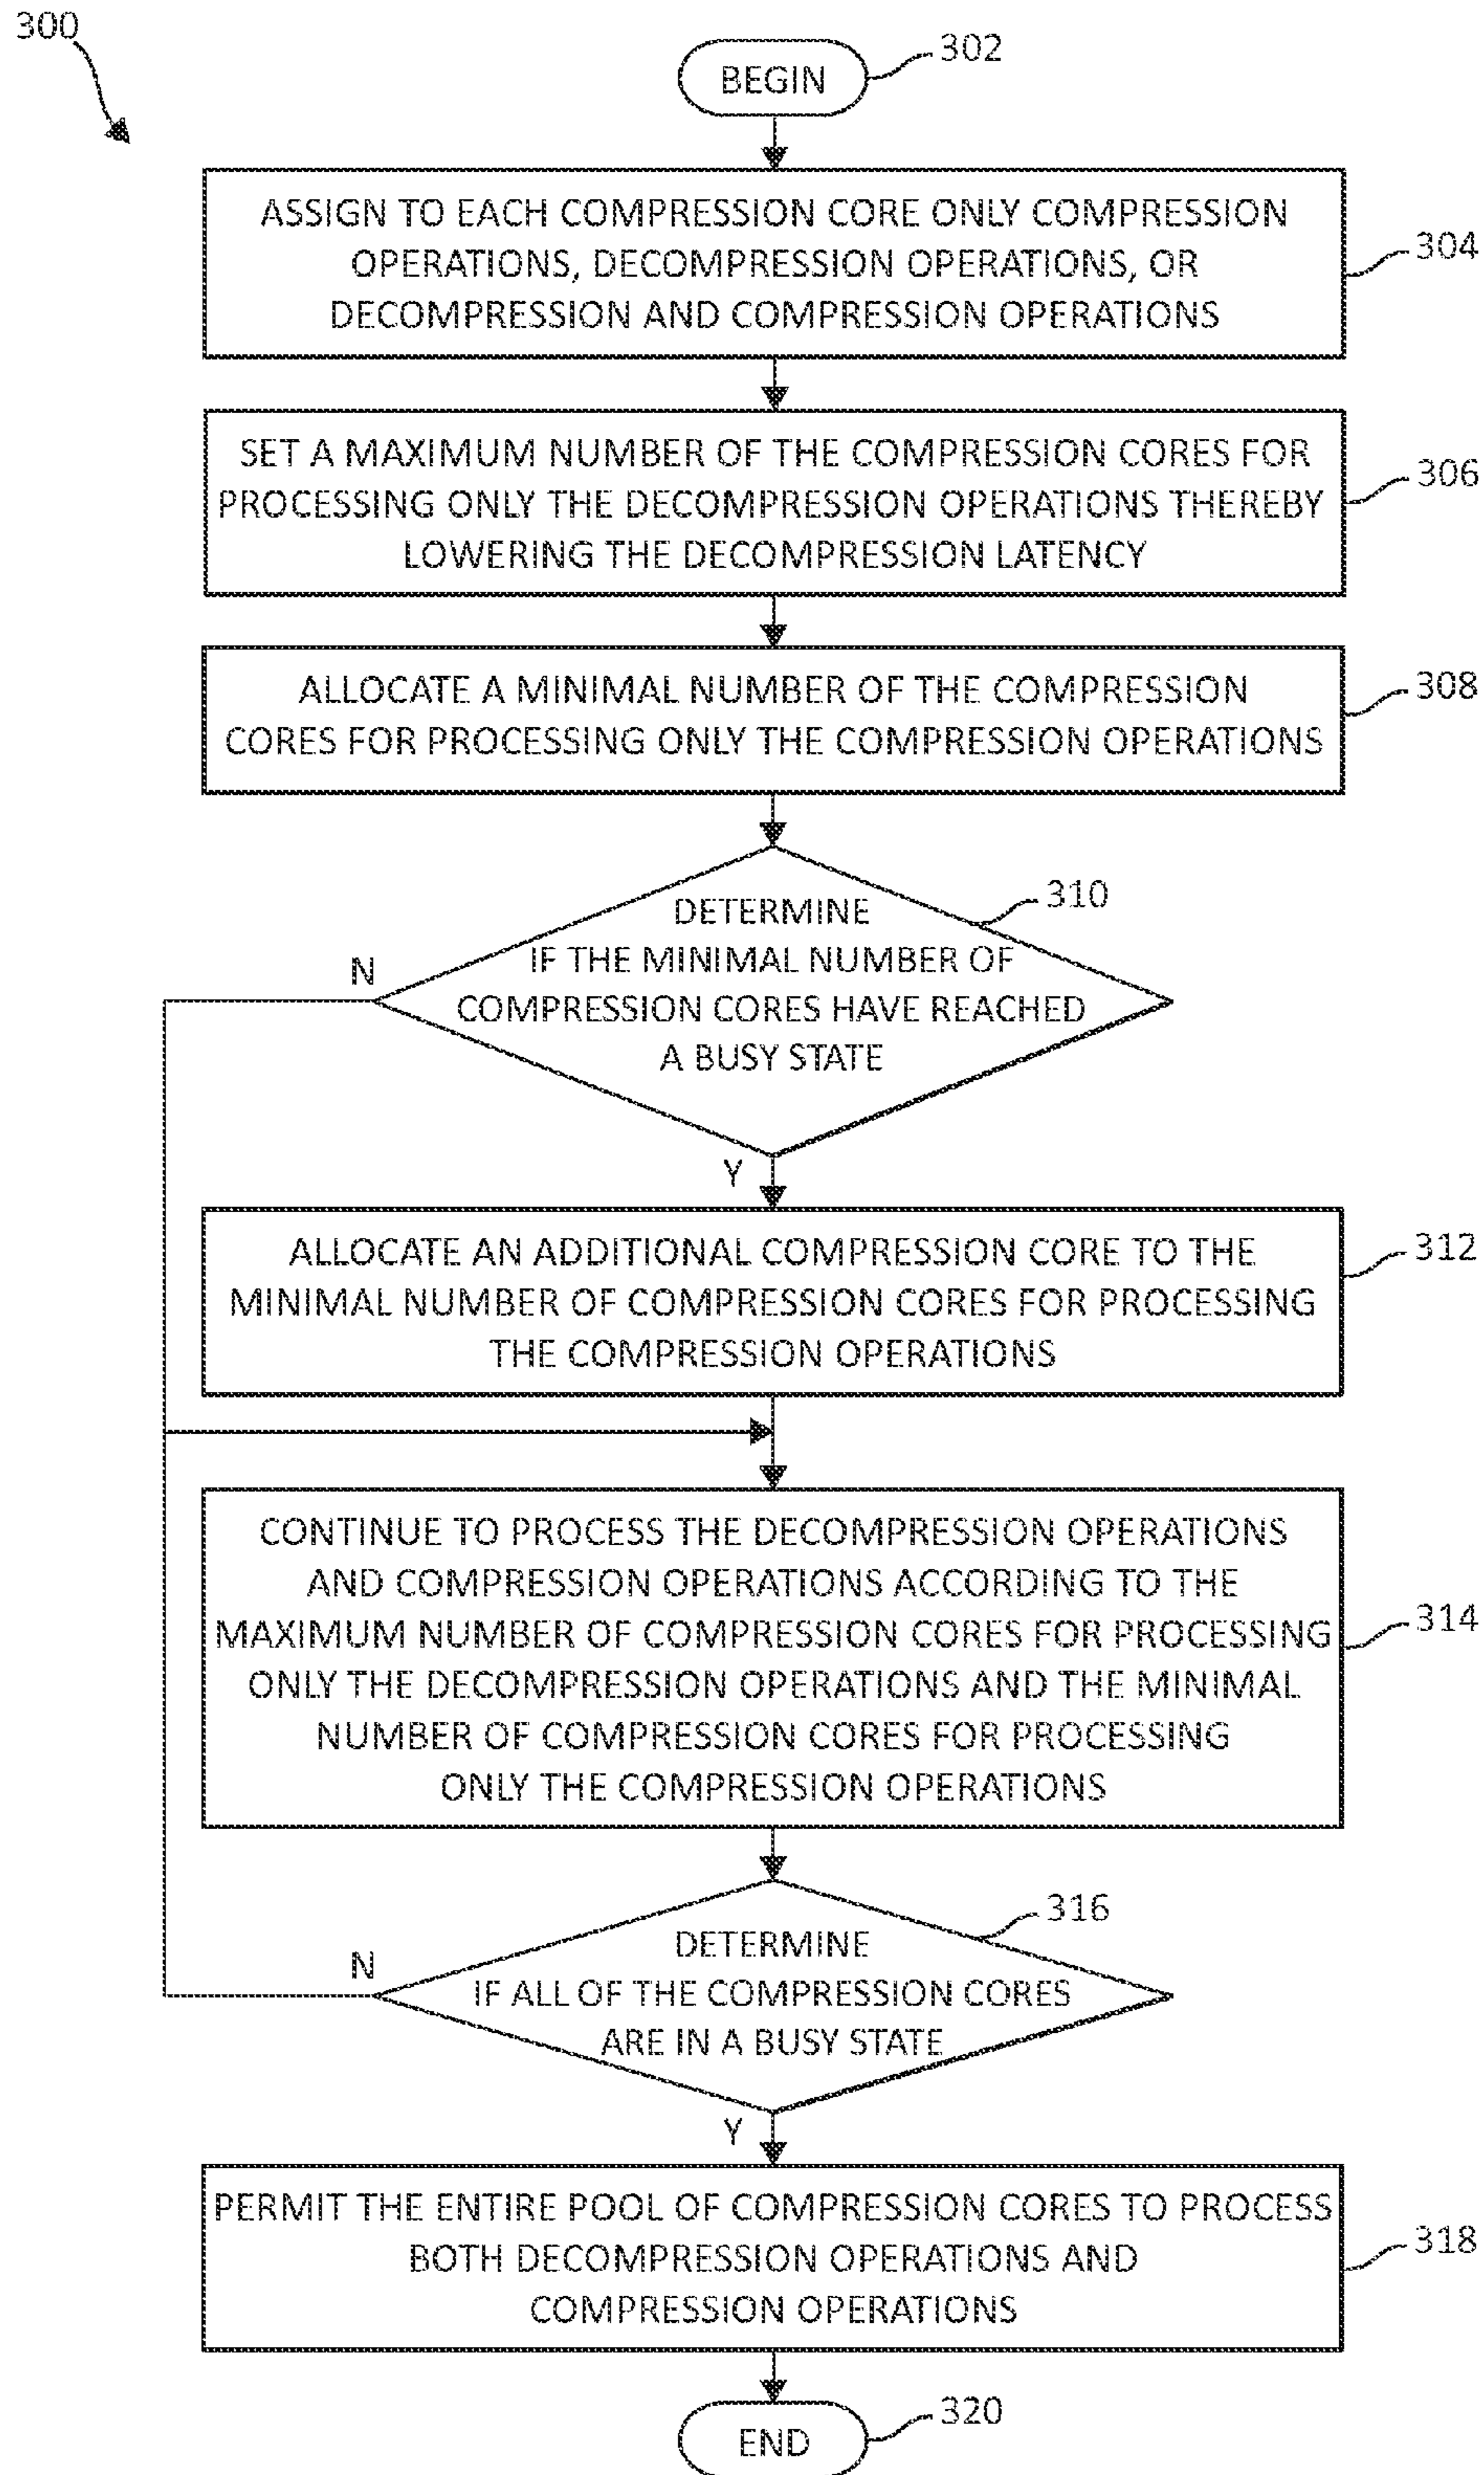 300
BEGIN
302
ASSIGN TO EACH COMPRESSION CORE ONLY COMPRESSION
OPERATIONS, DECOMPRESSION OPERATIONS, OR
DECOMPRESSION AND COMPRESSION OPERATIONS
304
SET A MAXIMUM NUMBER OF THE COMPRESSION CORES FOR
PROCESSING ONLY THE DECOMPRESSION OPERATIONS THEREBY
LOWERING THE DECOMPRESSION LATENCY
306
ALLOCATE A MINIMAL NUMBER OF THE COMPRESSION
CORES FOR PROCESSING ONLY THE COMPRESSION OPERATIONS
308
DETERMINE
IF THE MINIMAL NUMBER OF
COMPRESSION CORES HAVE REACHED
A BUSY STATE
310
N
Y
ALLOCATE AN ADDITIONAL COMPRESSION CORE TO THE
MINIMAL NUMBER OF COMPRESSION CORES FOR PROCESSING
THE COMPRESSION OPERATIONS
312
CONTINUE TO PROCESS THE DECOMPRESSION OPERATIONS
AND COMPRESSION OPERATIONS ACCORDING TO THE
MAXIMUM NUMBER OF COMPRESSION CORES FOR PROCESSING
ONLY THE DECOMPRESSION OPERATIONS AND THE MINIMAL
NUMBER OF COMPRESSION CORES FOR PROCESSING
ONLY THE COMPRESSION OPERATIONS
314
DETERMINE
IF ALL OF THE COMPRESSION CORES
ARE IN A BUSY STATE
316
N
Y
PERMIT THE ENTIRE POOL OF COMPRESSION CORES TO PROCESS
BOTH DECOMPRESSION OPERATIONS AND
COMPRESSION OPERATIONS
318
END
320